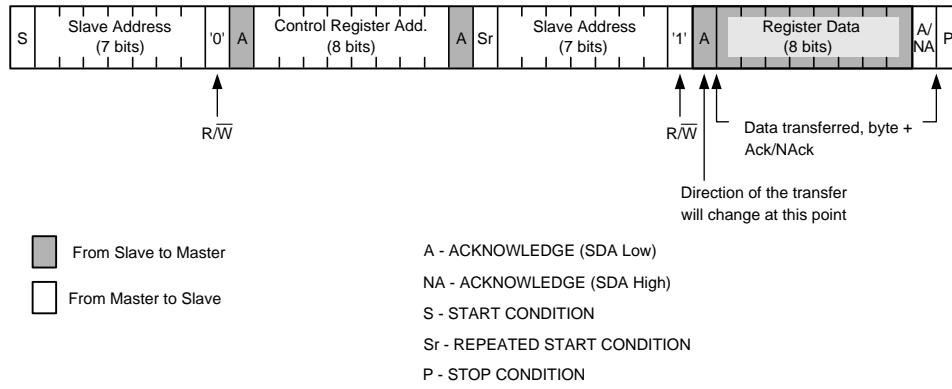 S Slave Address (7 bits) '0' A Control Register Add. (8 bits) A Sr Slave Address (7 bits) '1' A Register Data (8 bits) A/NA P
R/W̅ R/W̅
Data transferred, byte +
Ack/NAck
Direction of the transfer
will change at this point
From Slave to Master
From Master to Slave
A - ACKNOWLEDGE (SDA Low)
NA - ACKNOWLEDGE (SDA High)
S - START CONDITION
Sr - REPEATED START CONDITION
P - STOP CONDITION